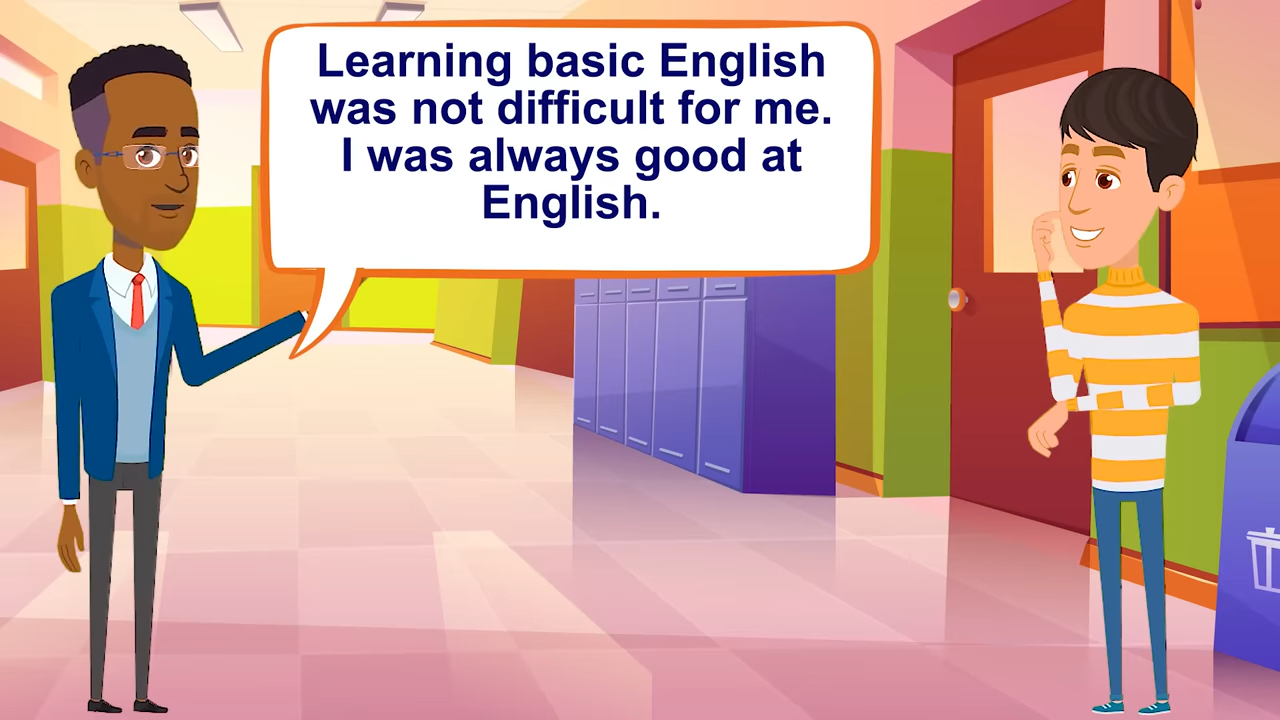 Learning basic English
was not difficult for me.
I was always good at
English.